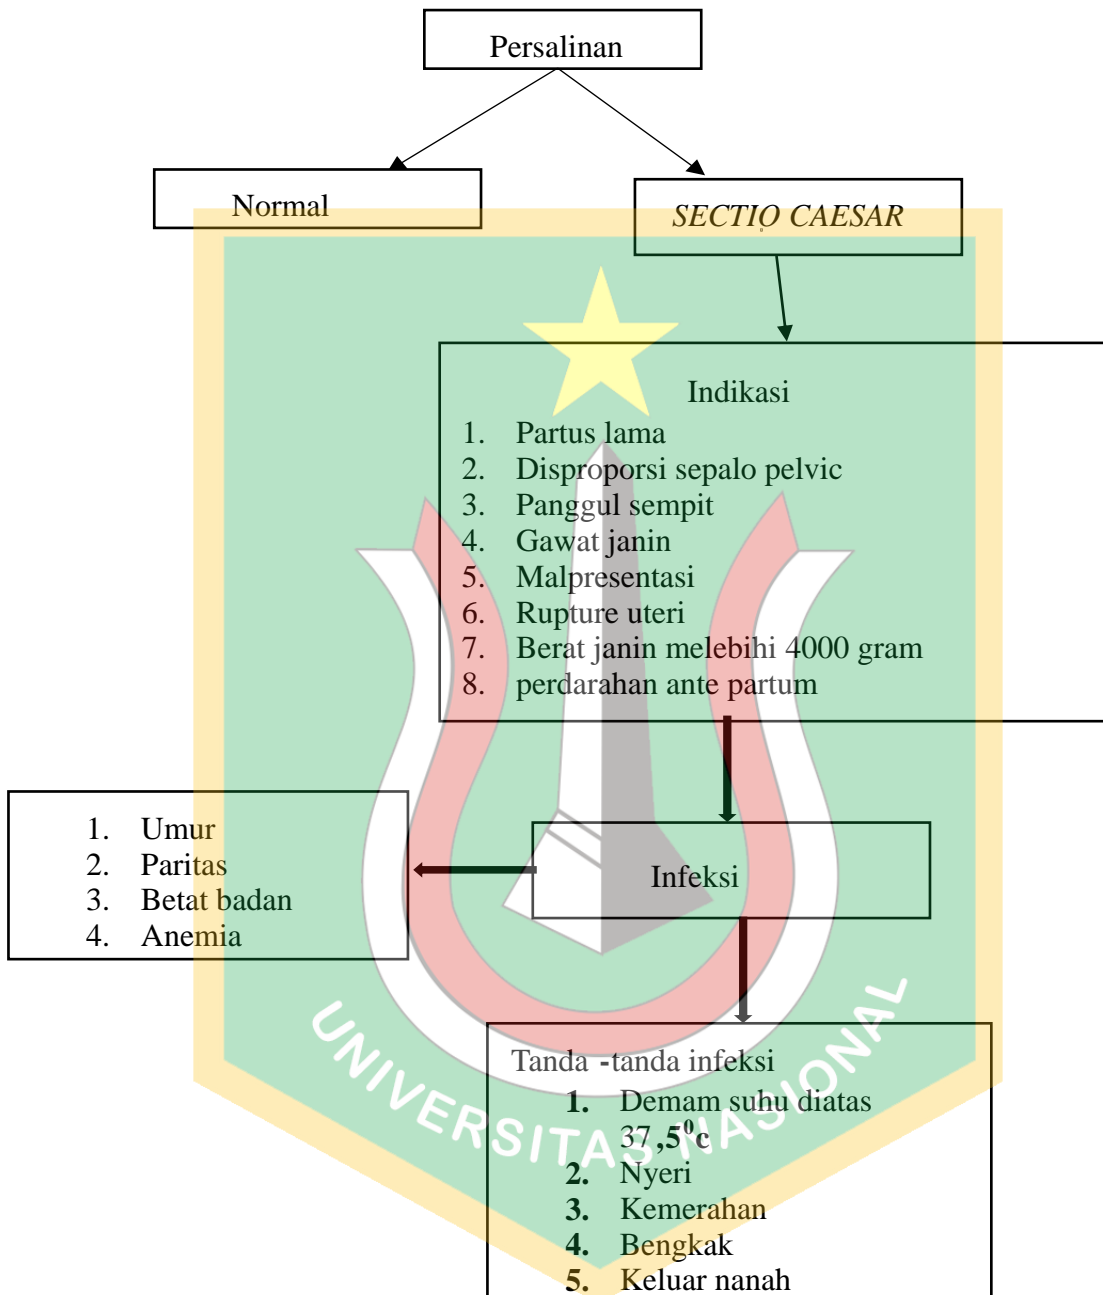 Persalinan
Normal
SECTIO CAESAR
Indikasi
1. Partus lama
2. Disproporsi sepalo pelvic
3. Panggul sempit
4. Gawat janin
5. Malpresentasi
6. Rupture uteri
7. Berat janin melebihi 4000 gram
8. perdarahan ante partum
1. Umur
2. Paritas
3. Betat badan
4. Anemia
Infeksi
Tanda -tanda infeksi
1. Demam suhu diatas
37,5⁰c
2. Nyeri
3. Kemerahan
4. Bengkak
5. Keluar nanah
UNIVERSITAS NASIONAL